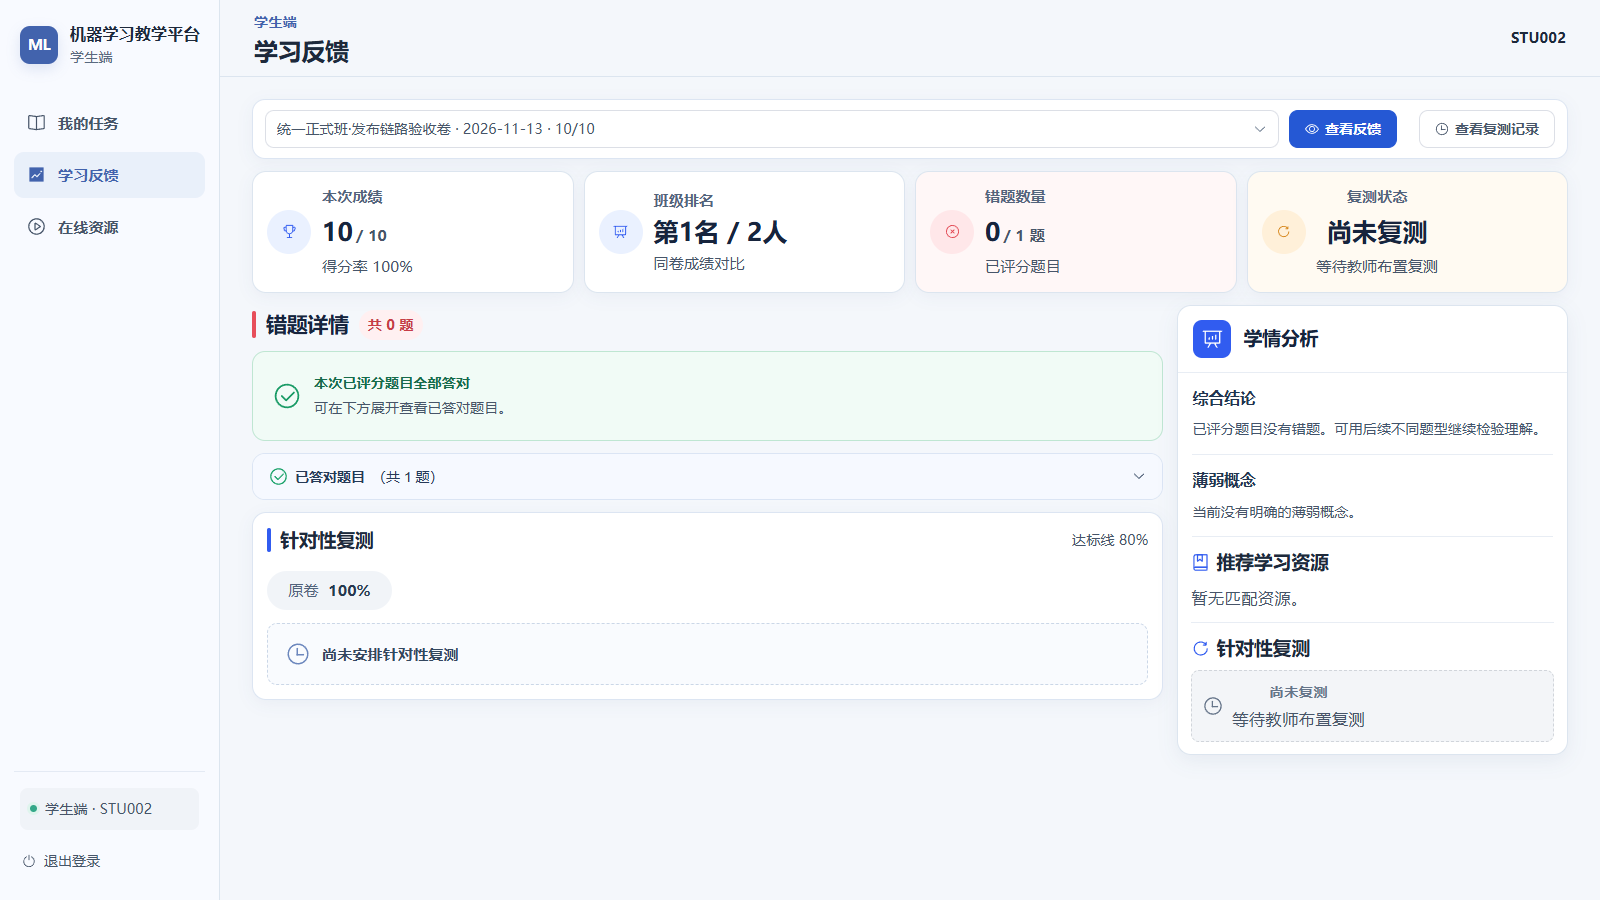 ML
机器学习教学平台
学生端
我的任务
学习反馈
在线资源
学生端 · STU002
退出登录
学生端
学习反馈
STU002
统一正式班·发布链路验收卷 · 2026-11-13 · 10/10
查看反馈
查看复测记录
本次成绩
10 / 10
得分率 100%
班级排名
第1名 / 2人
同卷成绩对比
错题数量
0 / 1 题
已评分题目
复测状态
尚未复测
等待教师布置复测
错题详情 共 0 题
本次已评分题目全部答对
可在下方展开查看已答对题目。
已答对题目 （共 1 题）
针对性复测
达标线 80%
原卷 100%
尚未安排针对性复测
学情分析
综合结论
已评分题目没有错题。可用后续不同题型继续检验理解。
薄弱概念
当前没有明确的薄弱概念。
推荐学习资源
暂无匹配资源。
针对性复测
尚未复测
等待教师布置复测